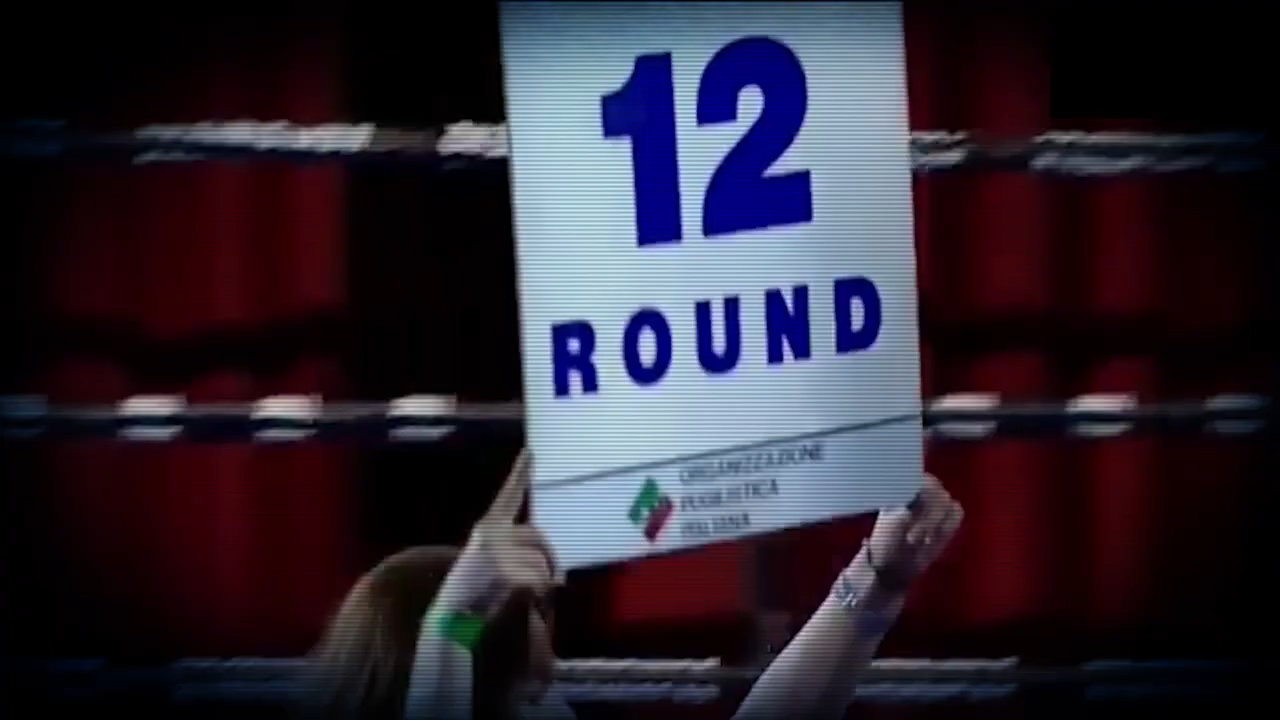 12
ROUND
ORGANIZZAZIONE
PUGILISTICA
ITALIANA